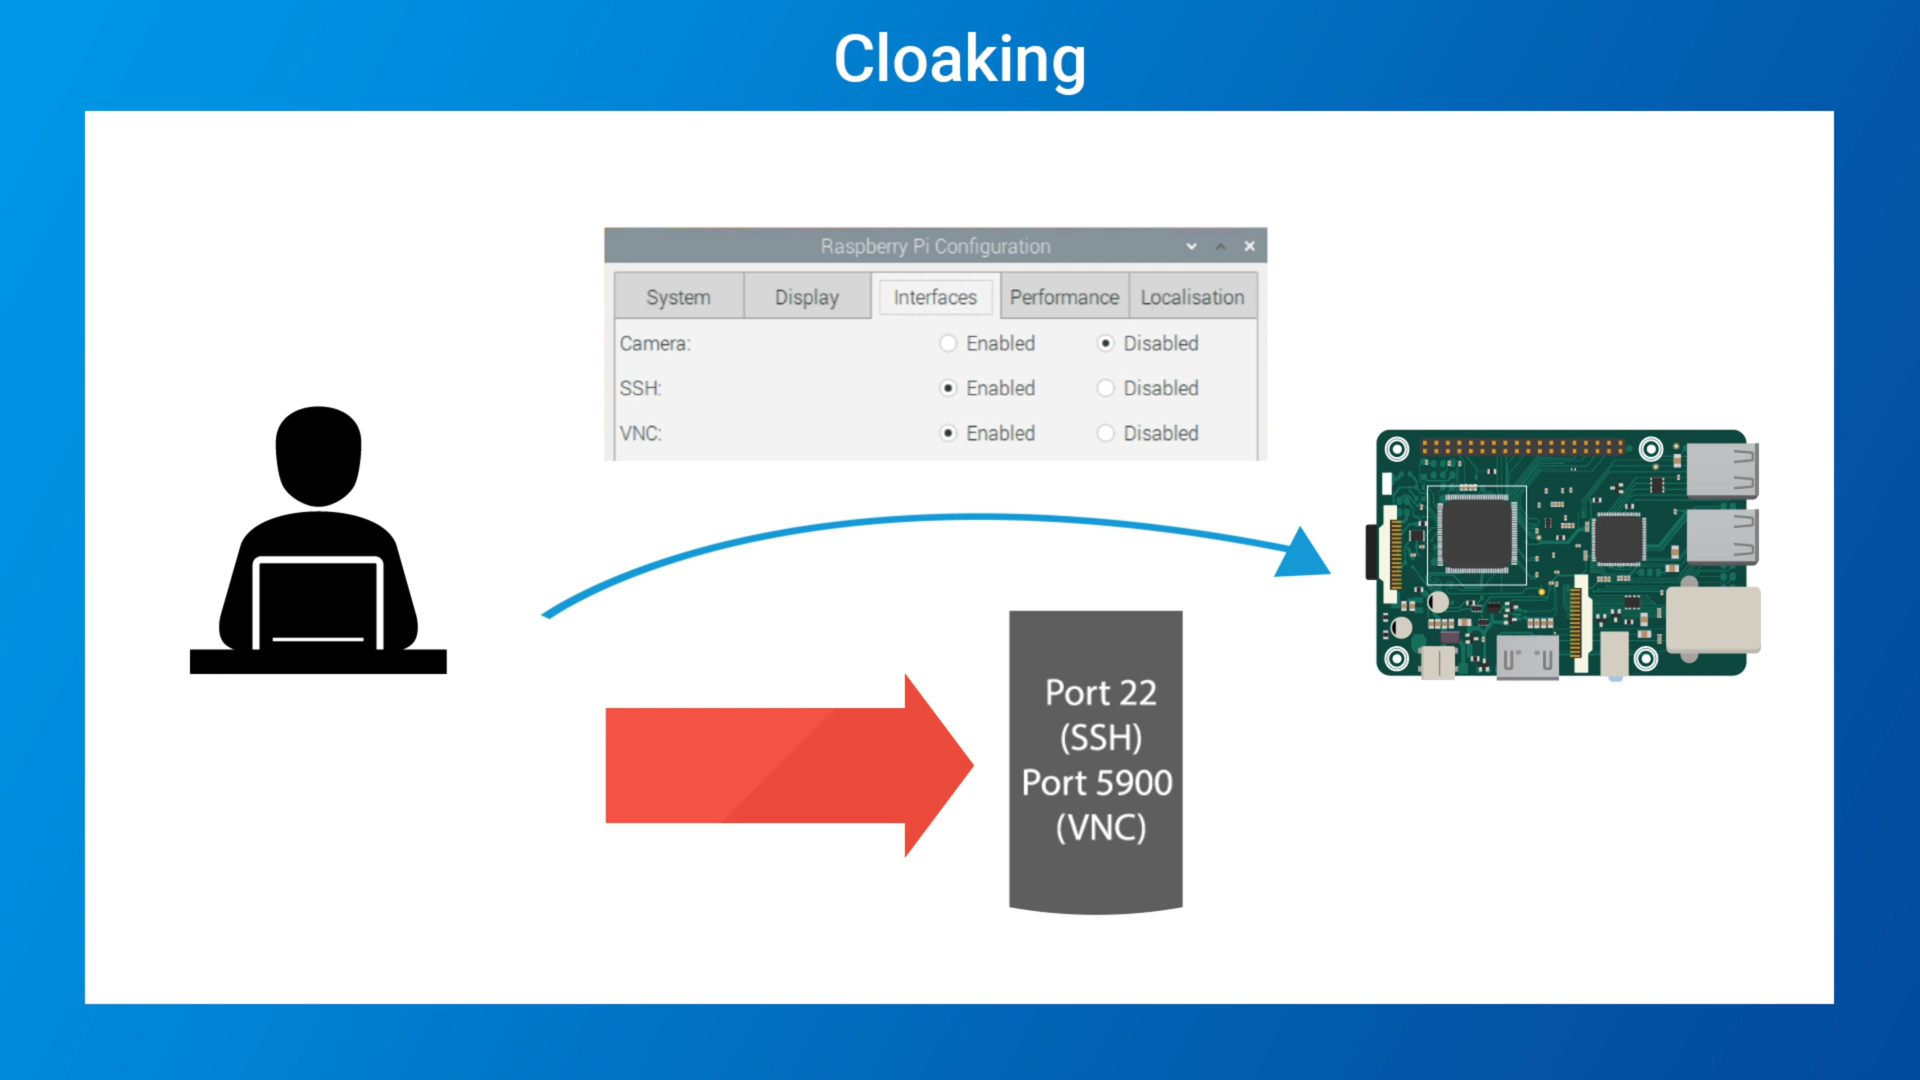 Cloaking
Raspberry Pi Configuration
System Display Interfaces Performance Localisation
Camera: Enabled Disabled
SSH: Enabled Disabled
VNC: Enabled Disabled
Port 22
(SSH)
Port 5900
(VNC)